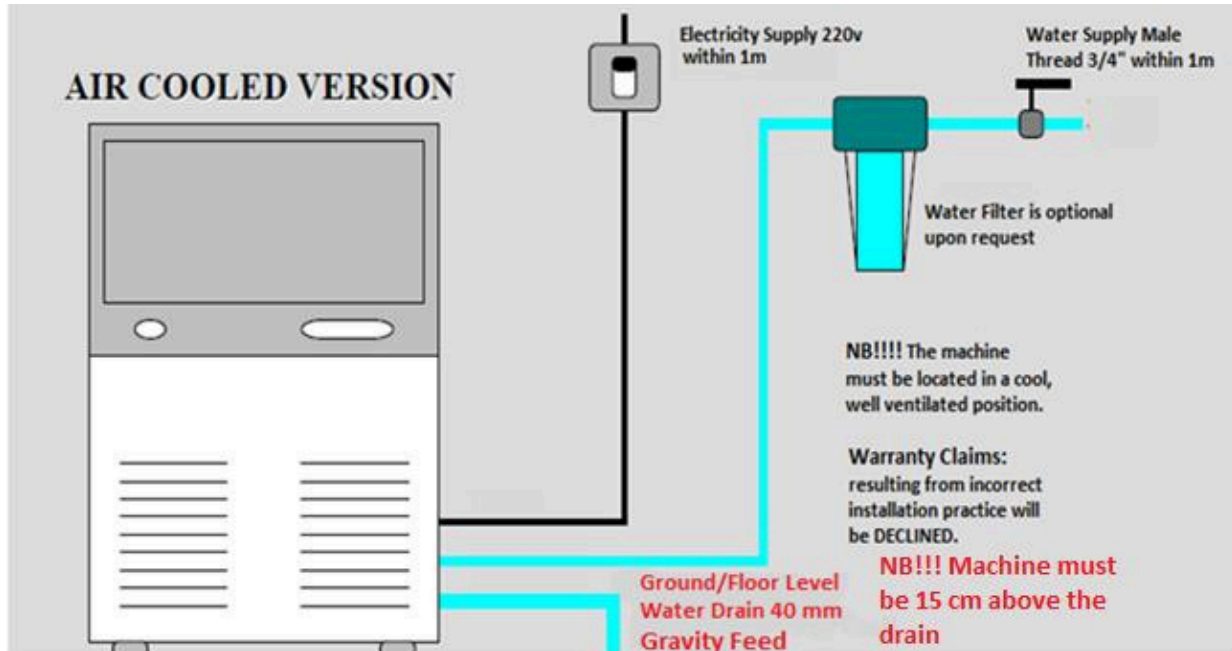 AIR COOLED VERSION
Electricity Supply 220v
within 1m
Water Supply Male
Thread 3/4" within 1m
Water Filter is optional
upon request
NB!!!! The machine
must be located in a cool,
well ventilated position.
Warranty Claims:
resulting from incorrect
installation practice will
be DECLINED.
Ground/Floor Level
Water Drain 40 mm
Gravity Feed
NB!!! Machine must
be 15 cm above the
drain